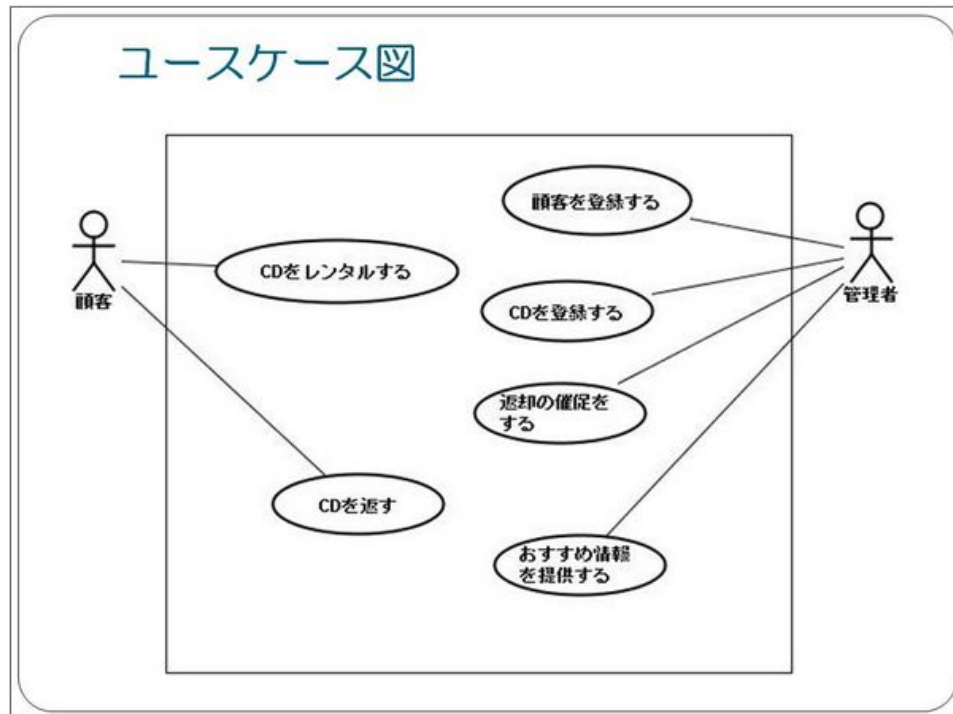 ユースケース図
顧客を登録する
CDをレンタルする
顧客
管理者
CDを登録する
返却の催促を
する
CDを返す
おすすめ情報
を提供する